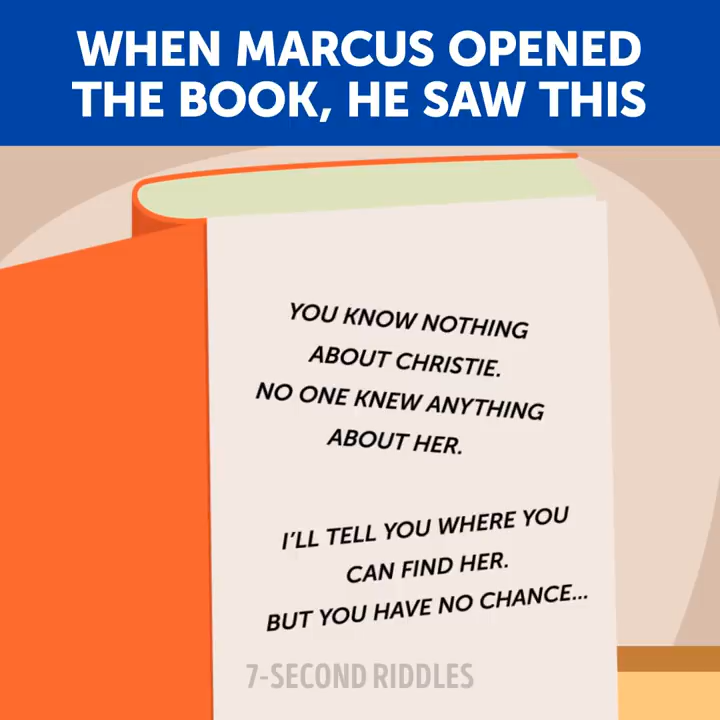 WHEN MARCUS OPENED
THE BOOK, HE SAW THIS
YOU KNOW NOTHING
ABOUT CHRISTIE.
NO ONE KNEW ANYTHING
ABOUT HER.
I'LL TELL YOU WHERE YOU
CAN FIND HER.
BUT YOU HAVE NO CHANCE...
7-SECOND RIDDLES